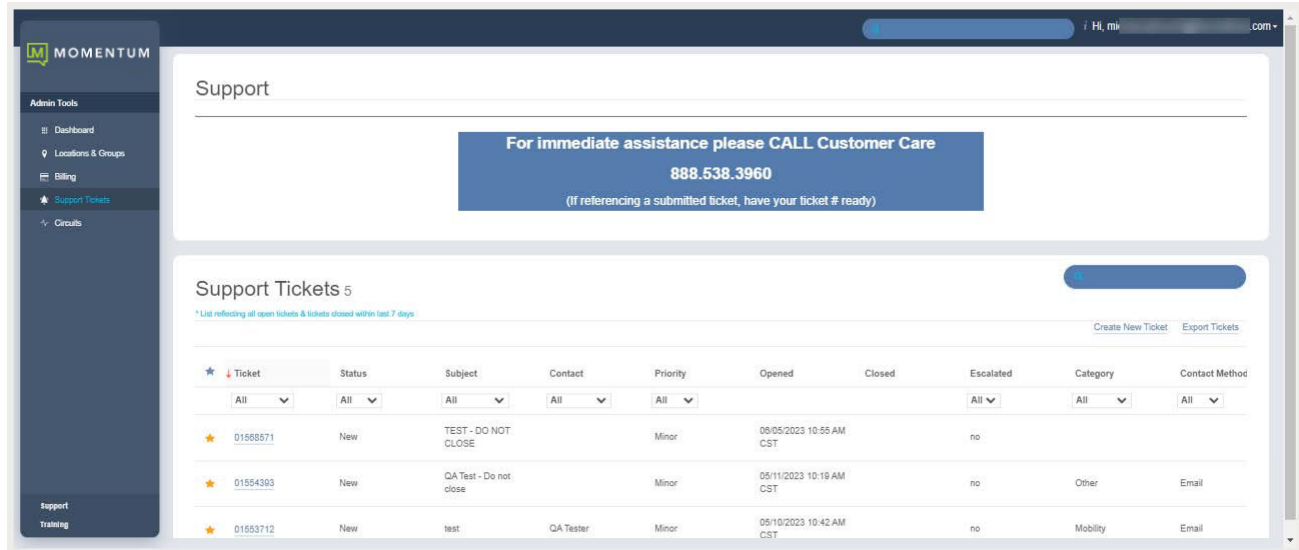 Hi, mi .com
MOMENTUM
Admin Tools
Dashboard
Locations & Groups
Billing
Support Tickets
Circuits
Support
Training
Support
For immediate assistance please CALL Customer Care
888.538.3960
(If referencing a submitted ticket, have your ticket # ready)
Support Tickets 5
* List reflecting all open tickets & tickets closed within last 7 days
Create New Ticket Export Tickets
Ticket Status Subject Contact Priority Opened Closed Escalated Category Contact Method
All All All All All All All All
01568571 New TEST - DO NOT Minor 06/05/2023 10:55 AM no
CLOSE CST
01554393 New QA Test - Do not Minor 05/11/2023 10:19 AM no Other Email
close CST
01553712 New test QA Tester Minor 05/10/2023 10:42 AM no Mobility Email
CST